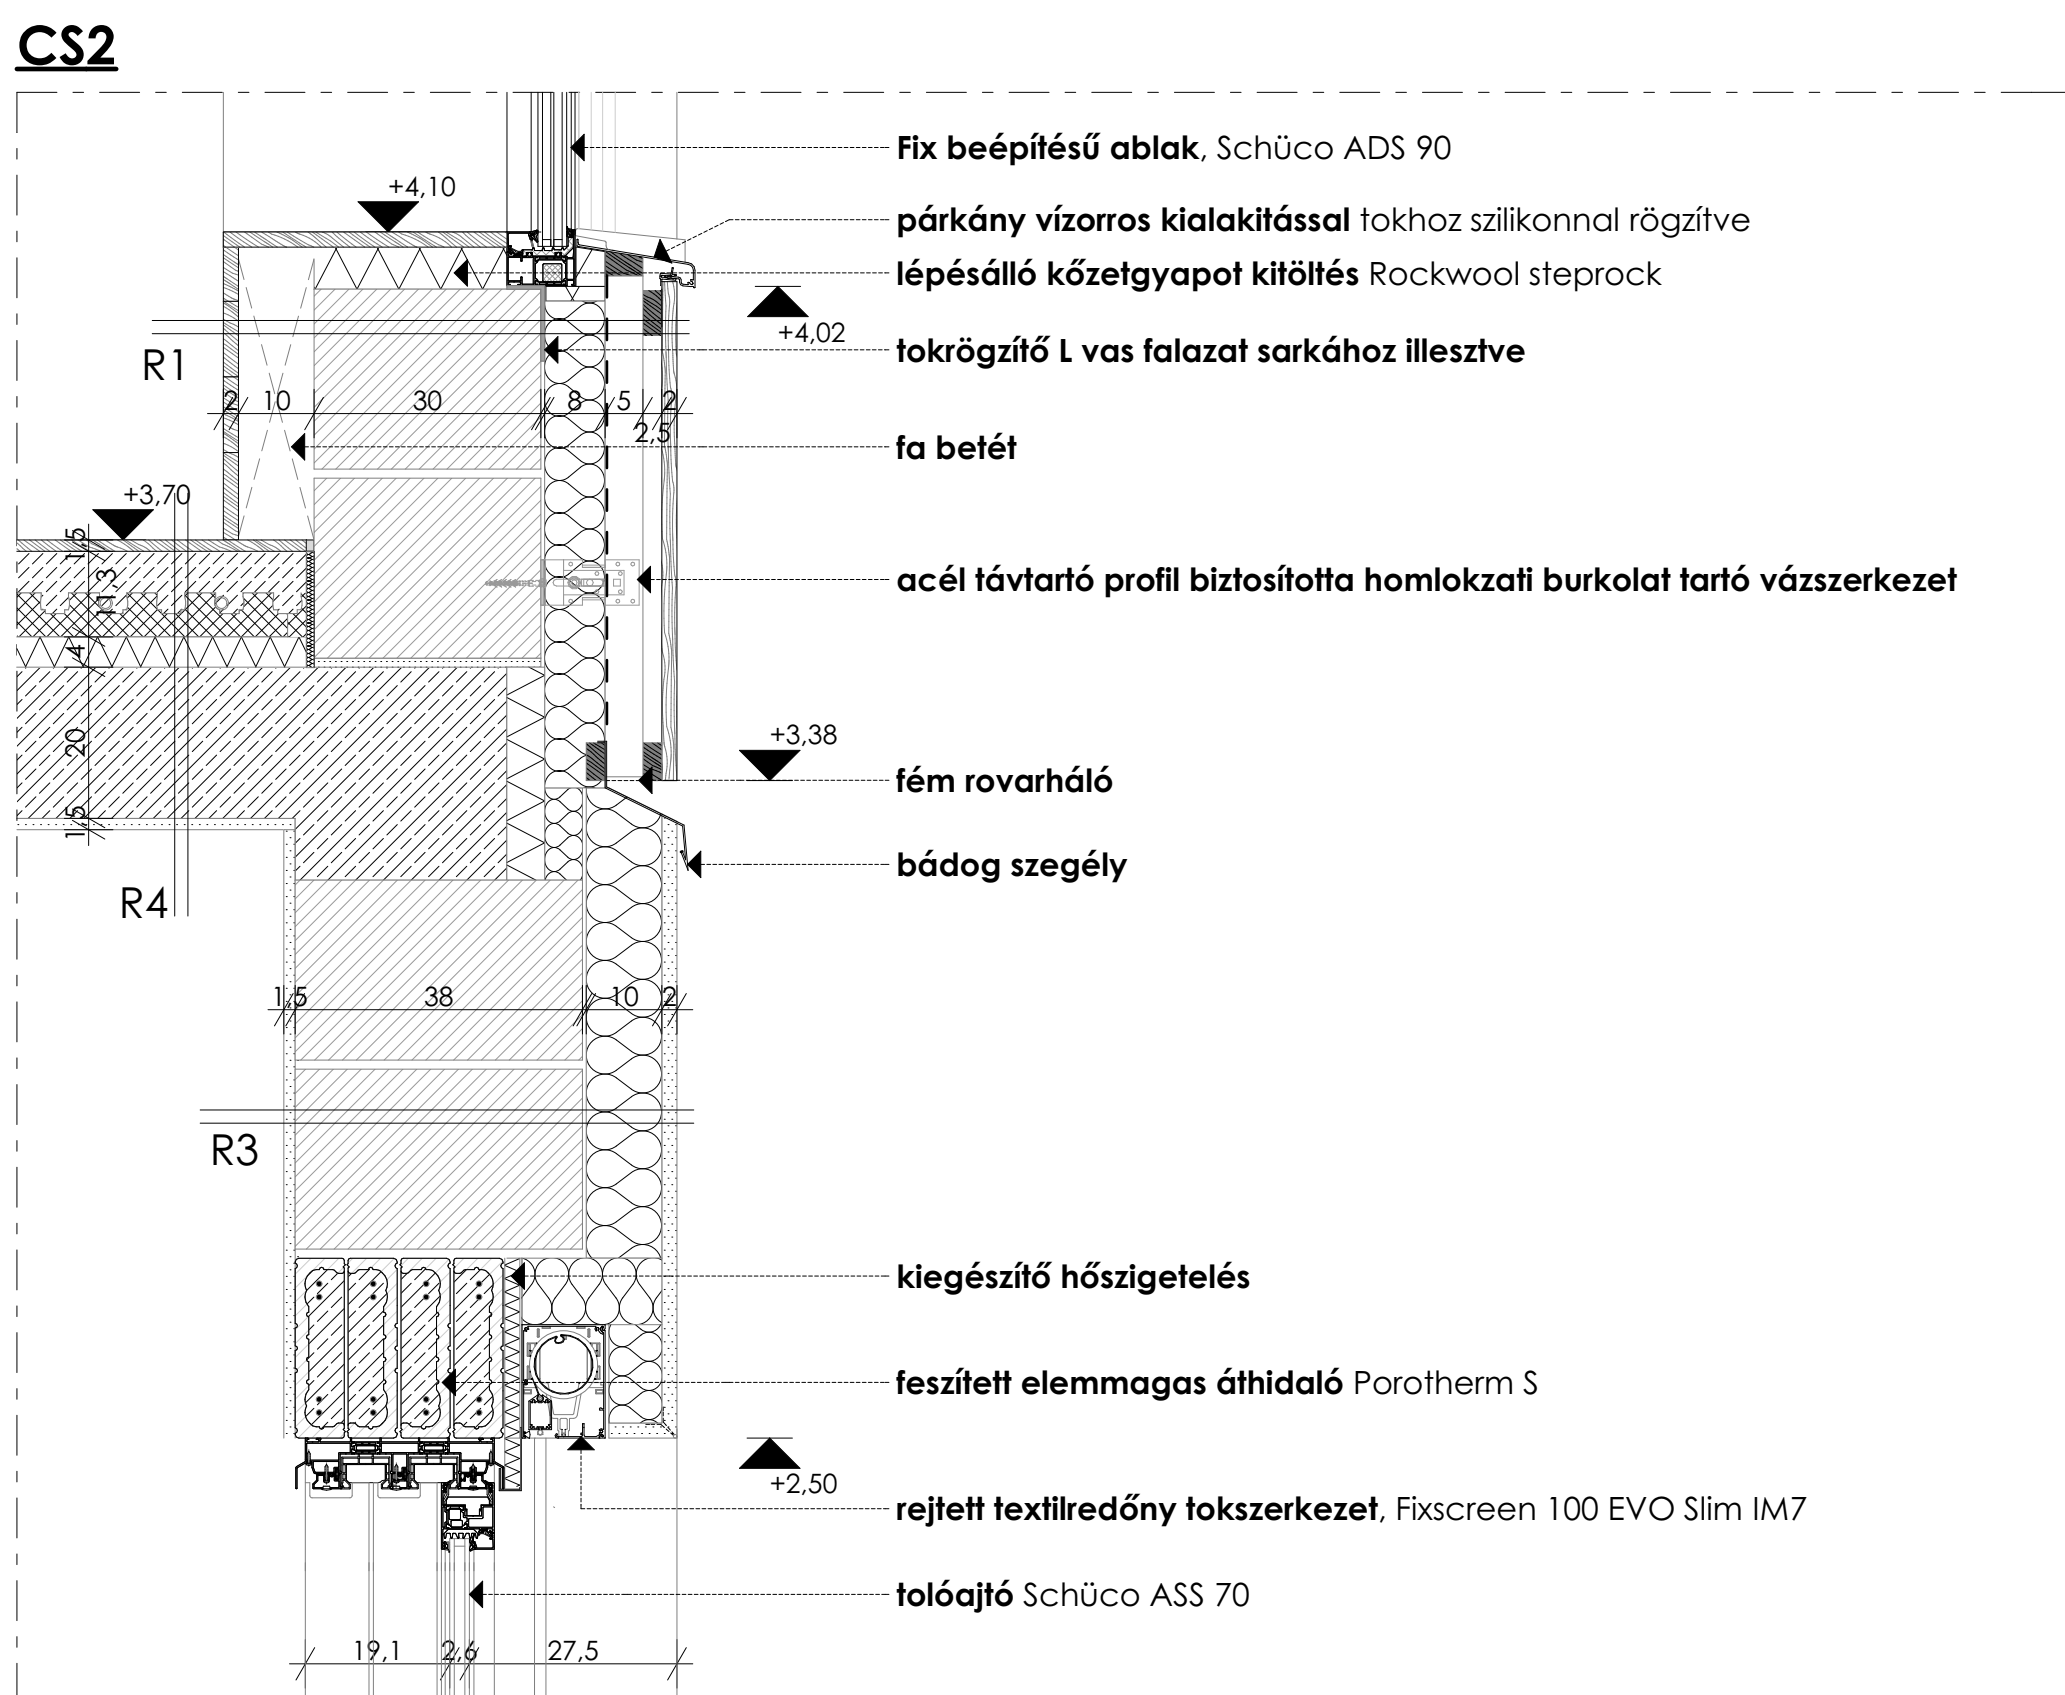 CS2
Fix beépítésű ablak, Schüco ADS 90
+4,10
párkány vízorros kialakitással tokhoz szilikonnal rögzítve
lépésálló kőzetgyapot kitöltés Rockwool steprock
+4,02
tokrögzítő L vas falazat sarkához illesztve
R1
2 10 30 8 5 2
2,5
fa betét
+3,70
1,5
11,3
acél távtartó profil biztosította homlokzati burkolat tartó vázszerkezet
4
20
+3,38
fém rovarháló
1,5
bádog szegély
R4
1,5 38 10 2
R3
kiegészítő hőszigetelés
feszített elemmagas áthidaló Porotherm S
+2,50
rejtett textilredőny tokszerkezet, Fixscreen 100 EVO Slim IM7
tolóajtó Schüco ASS 70
19,1 2,6 27,5